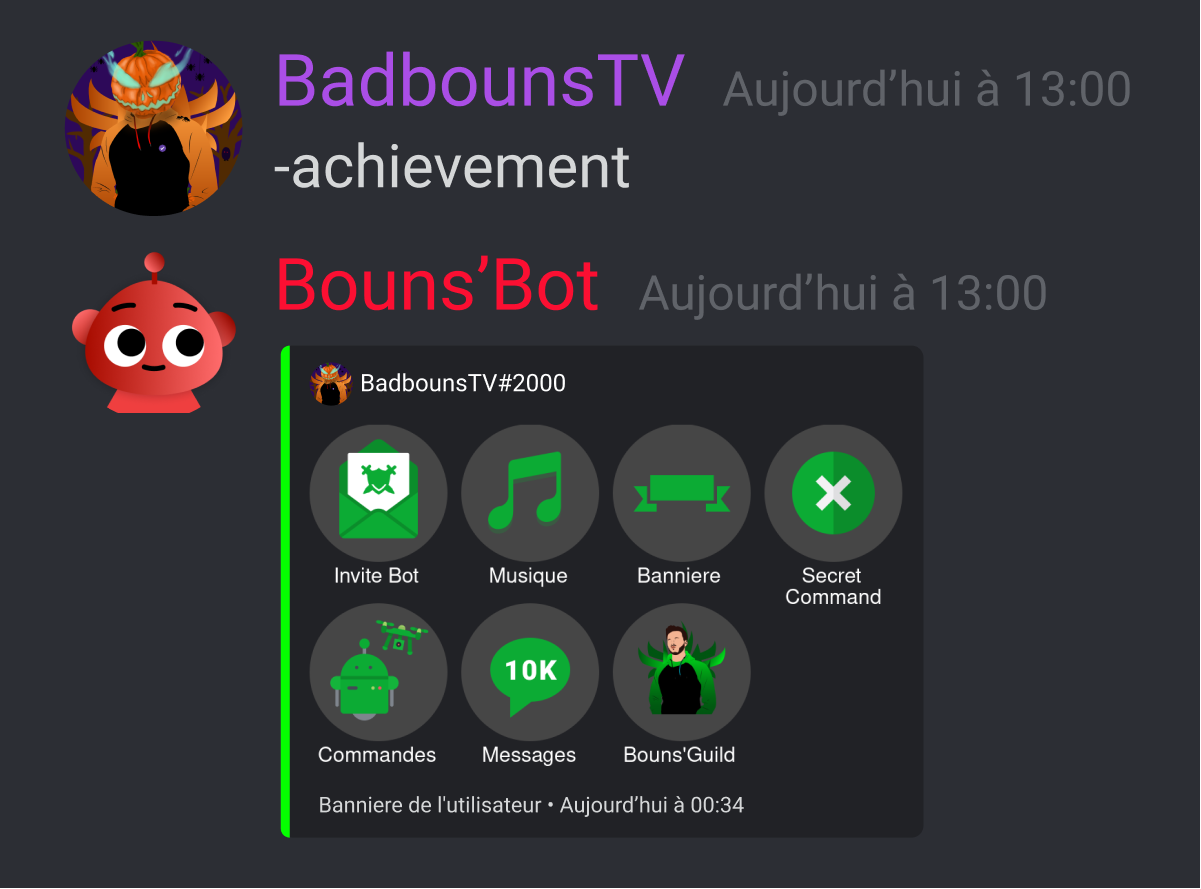 BadbounsTV Aujourd’hui à 13:00
-achievement
Bouns’Bot Aujourd’hui à 13:00
BadbounsTV#2000
Invite Bot Musique Banniere Secret Command
10K
Commandes Messages Bouns'Guild
Banniere de l'utilisateur • Aujourd’hui à 00:34